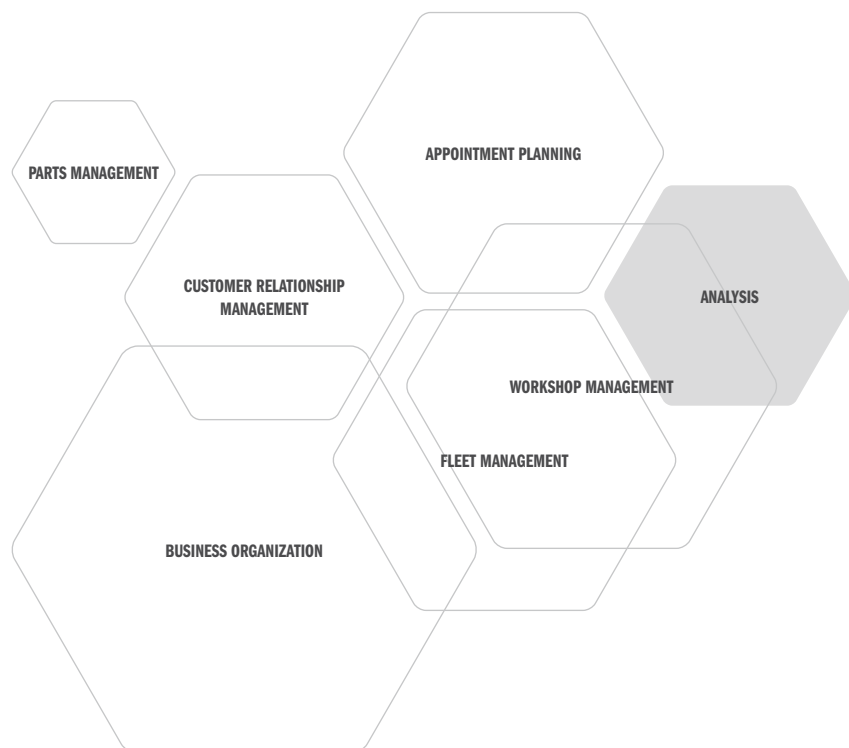 APPOINTMENT PLANNING
PARTS MANAGEMENT
CUSTOMER RELATIONSHIP
MANAGEMENT
ANALYSIS
WORKSHOP MANAGEMENT
FLEET MANAGEMENT
BUSINESS ORGANIZATION